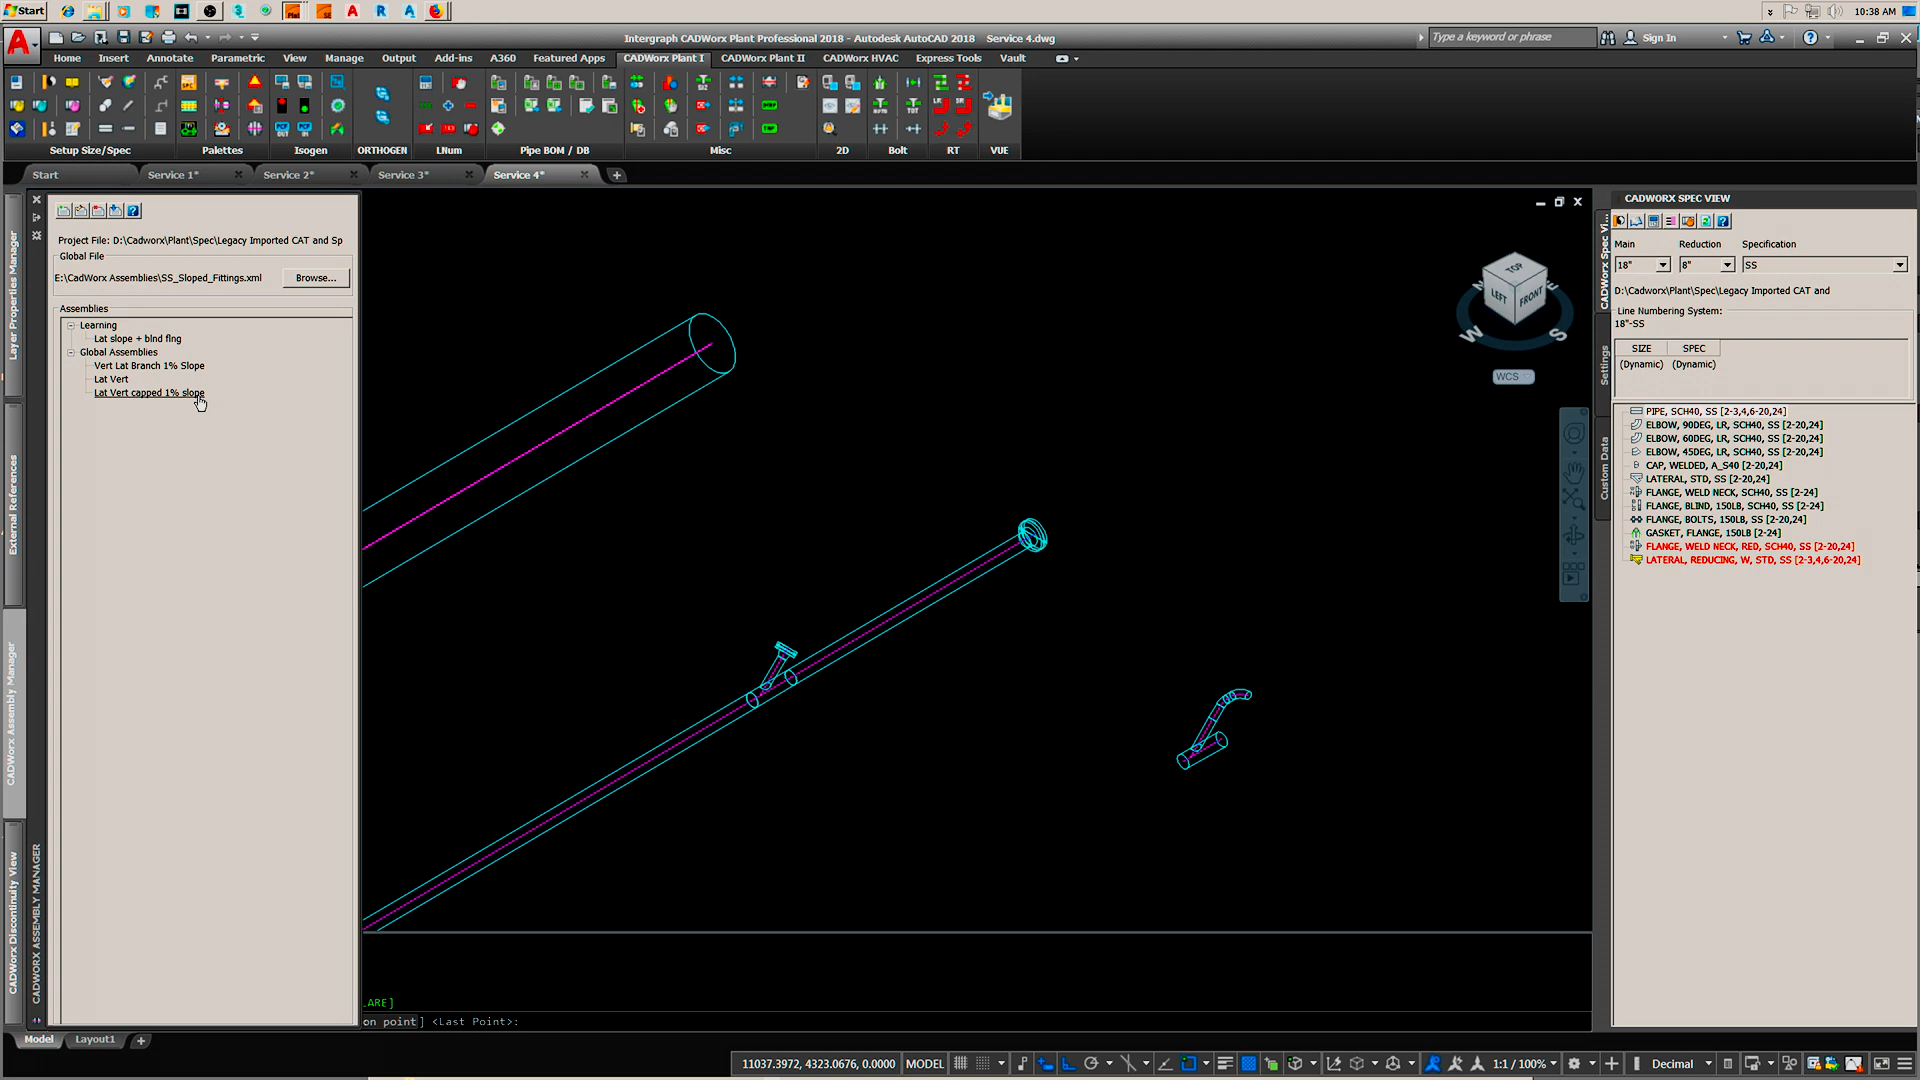 Start
10:38 AM
Intergraph CADWorx Plant Professional 2018 - Autodesk AutoCAD 2018 Service 4.dwg
Type a keyword or phrase
Sign In
Home Insert Annotate Parametric View Manage Output Add-ins A360 Featured Apps CADWorx Plant I CADWorx Plant II CADWorx HVAC Express Tools Vault
Setup Size/Spec Palettes Isogen ORTHOGEN LNum Pipe BOM / DB Misc 2D Bolt RT VUE
Start Service 1* Service 2* Service 3* Service 4*
Project File: D:\Cadworx\Plant\Spec\Legacy Imported CAT and Sp
Global File
E:\CadWorx Assemblies\SS_Sloped_Fittings.xml
Browse...
Assemblies
Learning
Lat slope + blnd flng
Global Assemblies
Vert Lat Branch 1% Slope
Lat Vert
Lat Vert capped 1% slope
Layer Properties Manager
External References
CADWorx Assembly Manager
CADWorx Discontinuity View
CADWORX ASSEMBLY MANAGER
TOP
LEFT
FRONT
W
S
WCS
CADWorx Spec Vi...
Settings
Custom Data
CADWORX SPEC VIEW
Main Reduction Specification
18" 8" SS
D:\Cadworx\Plant\Spec\Legacy Imported CAT and
Line Numbering System:
18"-SS
SIZE SPEC
(Dynamic) (Dynamic)
PIPE, SCH40, SS [2-3,4,6-20,24]
ELBOW, 90DEG, LR, SCH40, SS [2-20,24]
ELBOW, 60DEG, LR, SCH40, SS [2-20,24]
ELBOW, 45DEG, LR, SCH40, SS [2-20,24]
CAP, WELDED, A_S40 [2-20,24]
LATERAL, STD, SS [2-20,24]
FLANGE, WELD NECK, SCH40, SS [2-24]
FLANGE, BLIND, 150LB, SCH40, SS [2-24]
FLANGE, BOLTS, 150LB, SS [2-20,24]
GASKET, FLANGE, 150LB [2-24]
FLANGE, WELD NECK, RED, SCH40, SS [2-20,24]
LATERAL, REDUCING, W, STD, SS [2-3,4,6-20,24]
LARE]
on point] <Last Point>:
Model Layout1
11037.3972, 4323.0676, 0.0000 MODEL
1:1 / 100%
Decimal